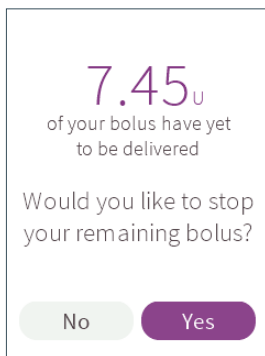 7.45U
of your bolus have yet
to be delivered
Would you like to stop
your remaining bolus?
No Yes